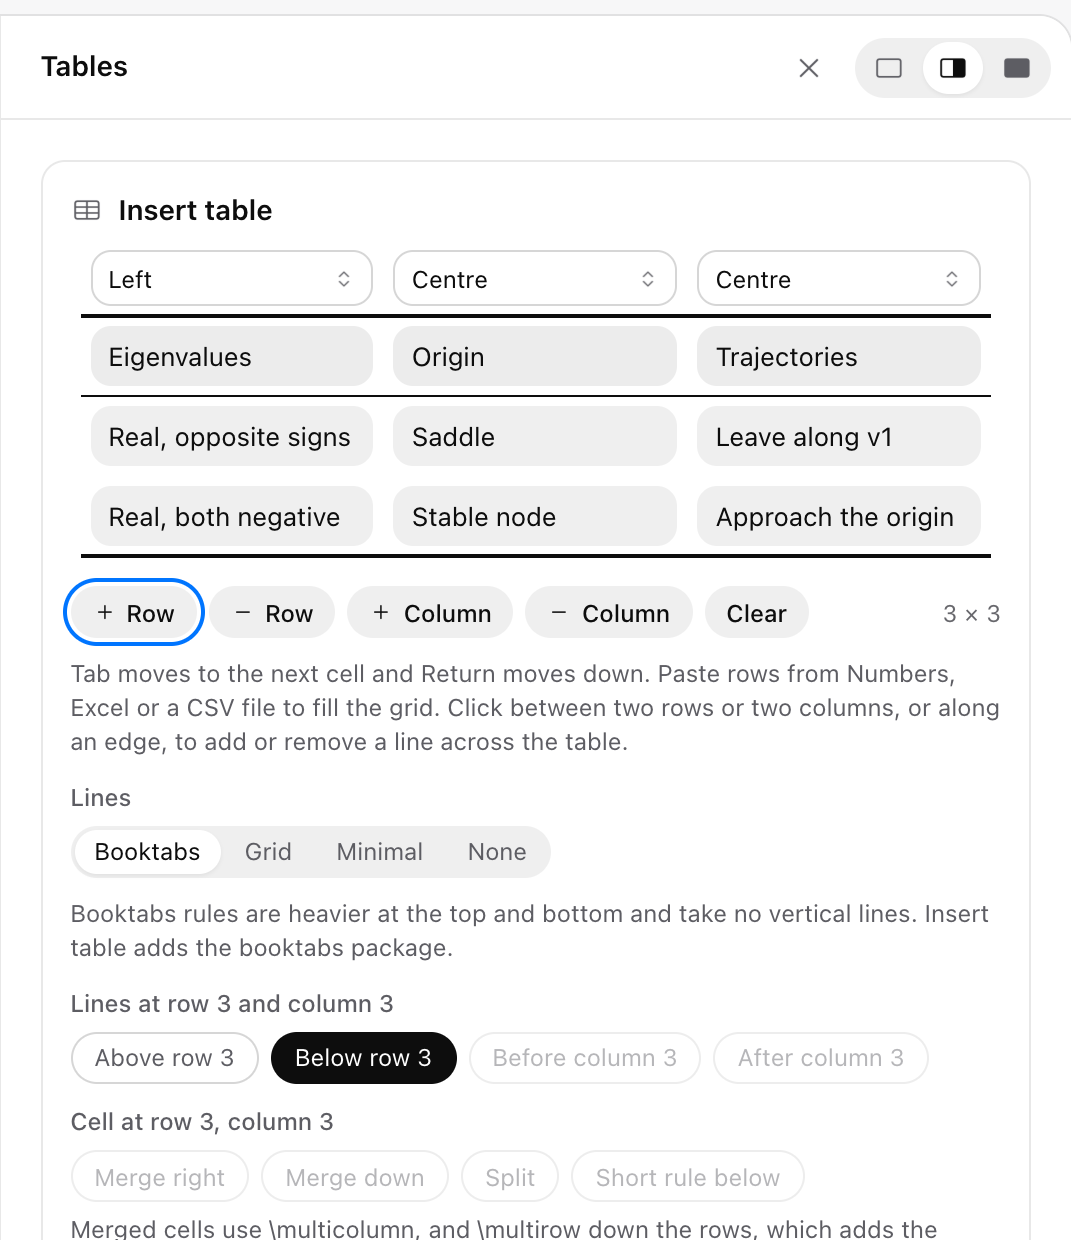 Tables
Insert table
Left Centre Centre
Eigenvalues Origin Trajectories
Real, opposite signs Saddle Leave along v1
Real, both negative Stable node Approach the origin
+ Row − Row + Column − Column Clear 3 × 3
Tab moves to the next cell and Return moves down. Paste rows from Numbers,
Excel or a CSV file to fill the grid. Click between two rows or two columns, or along
an edge, to add or remove a line across the table.
Lines
Booktabs Grid Minimal None
Booktabs rules are heavier at the top and bottom and take no vertical lines. Insert
table adds the booktabs package.
Lines at row 3 and column 3
Above row 3 Below row 3 Before column 3 After column 3
Cell at row 3, column 3
Merge right Merge down Split Short rule below
Merged cells use \multicolumn, and \multirow down the rows, which adds the